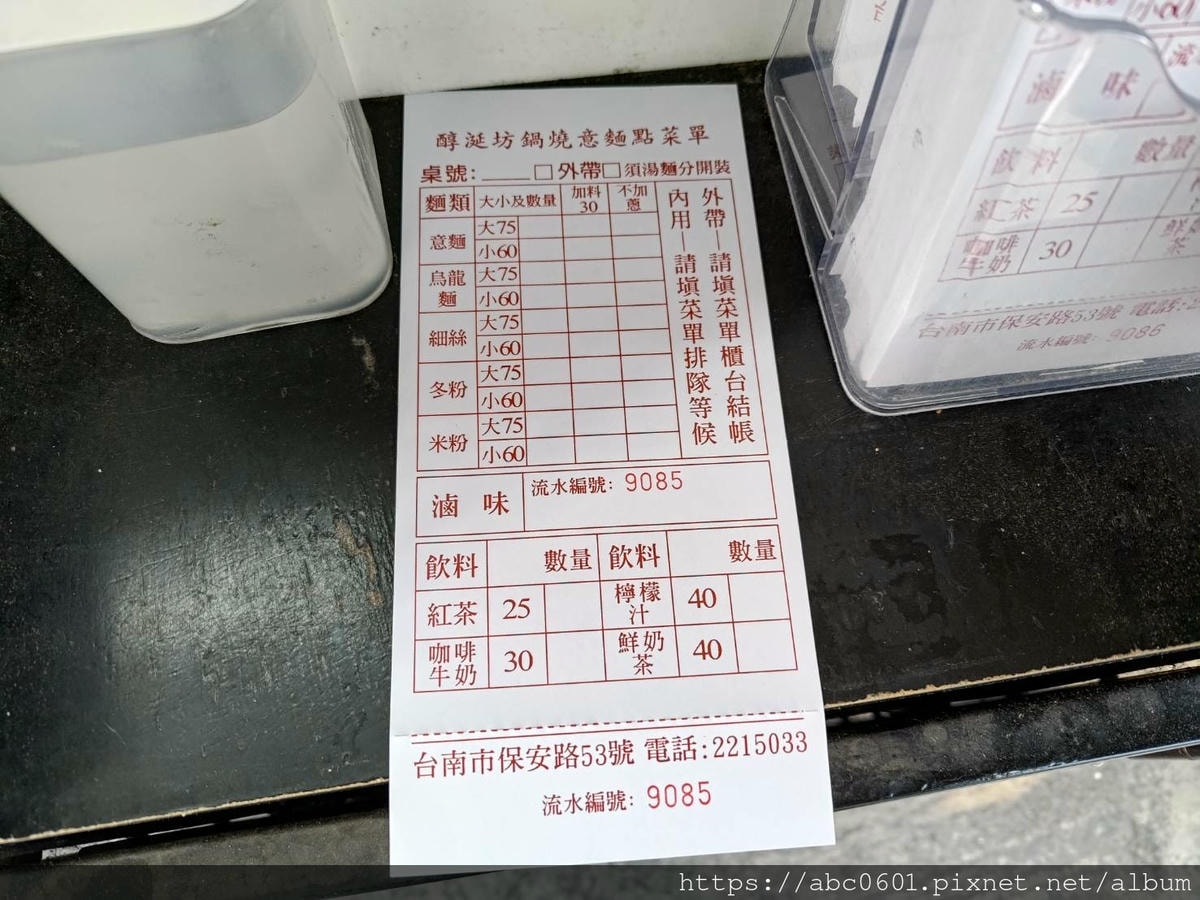 醇涎坊鍋燒意麵點菜單
桌號:____ □外帶□須湯麵分開裝
麵類 大小及數量 加料30 不加蔥
意麵 大75
小60
烏龍麵 大75
小60
細絲 大75
小60
冬粉 大75
小60
米粉 大75
小60
外帶─請填菜單櫃台結帳
內用─請填菜單排隊等候
滷味 流水編號: 9085
飲料 數量 飲料 數量
紅茶 25 檸檬汁 40
咖啡牛奶 30 鮮奶茶 40
台南市保安路53號 電話:2215033
流水編號: 9085
滷味
飲料 數量
紅茶 25
咖啡牛奶 30 鮮茶
台南市保安路53號 電話:2
流水編號: 9086
https://abc0601.pixnet.net/album